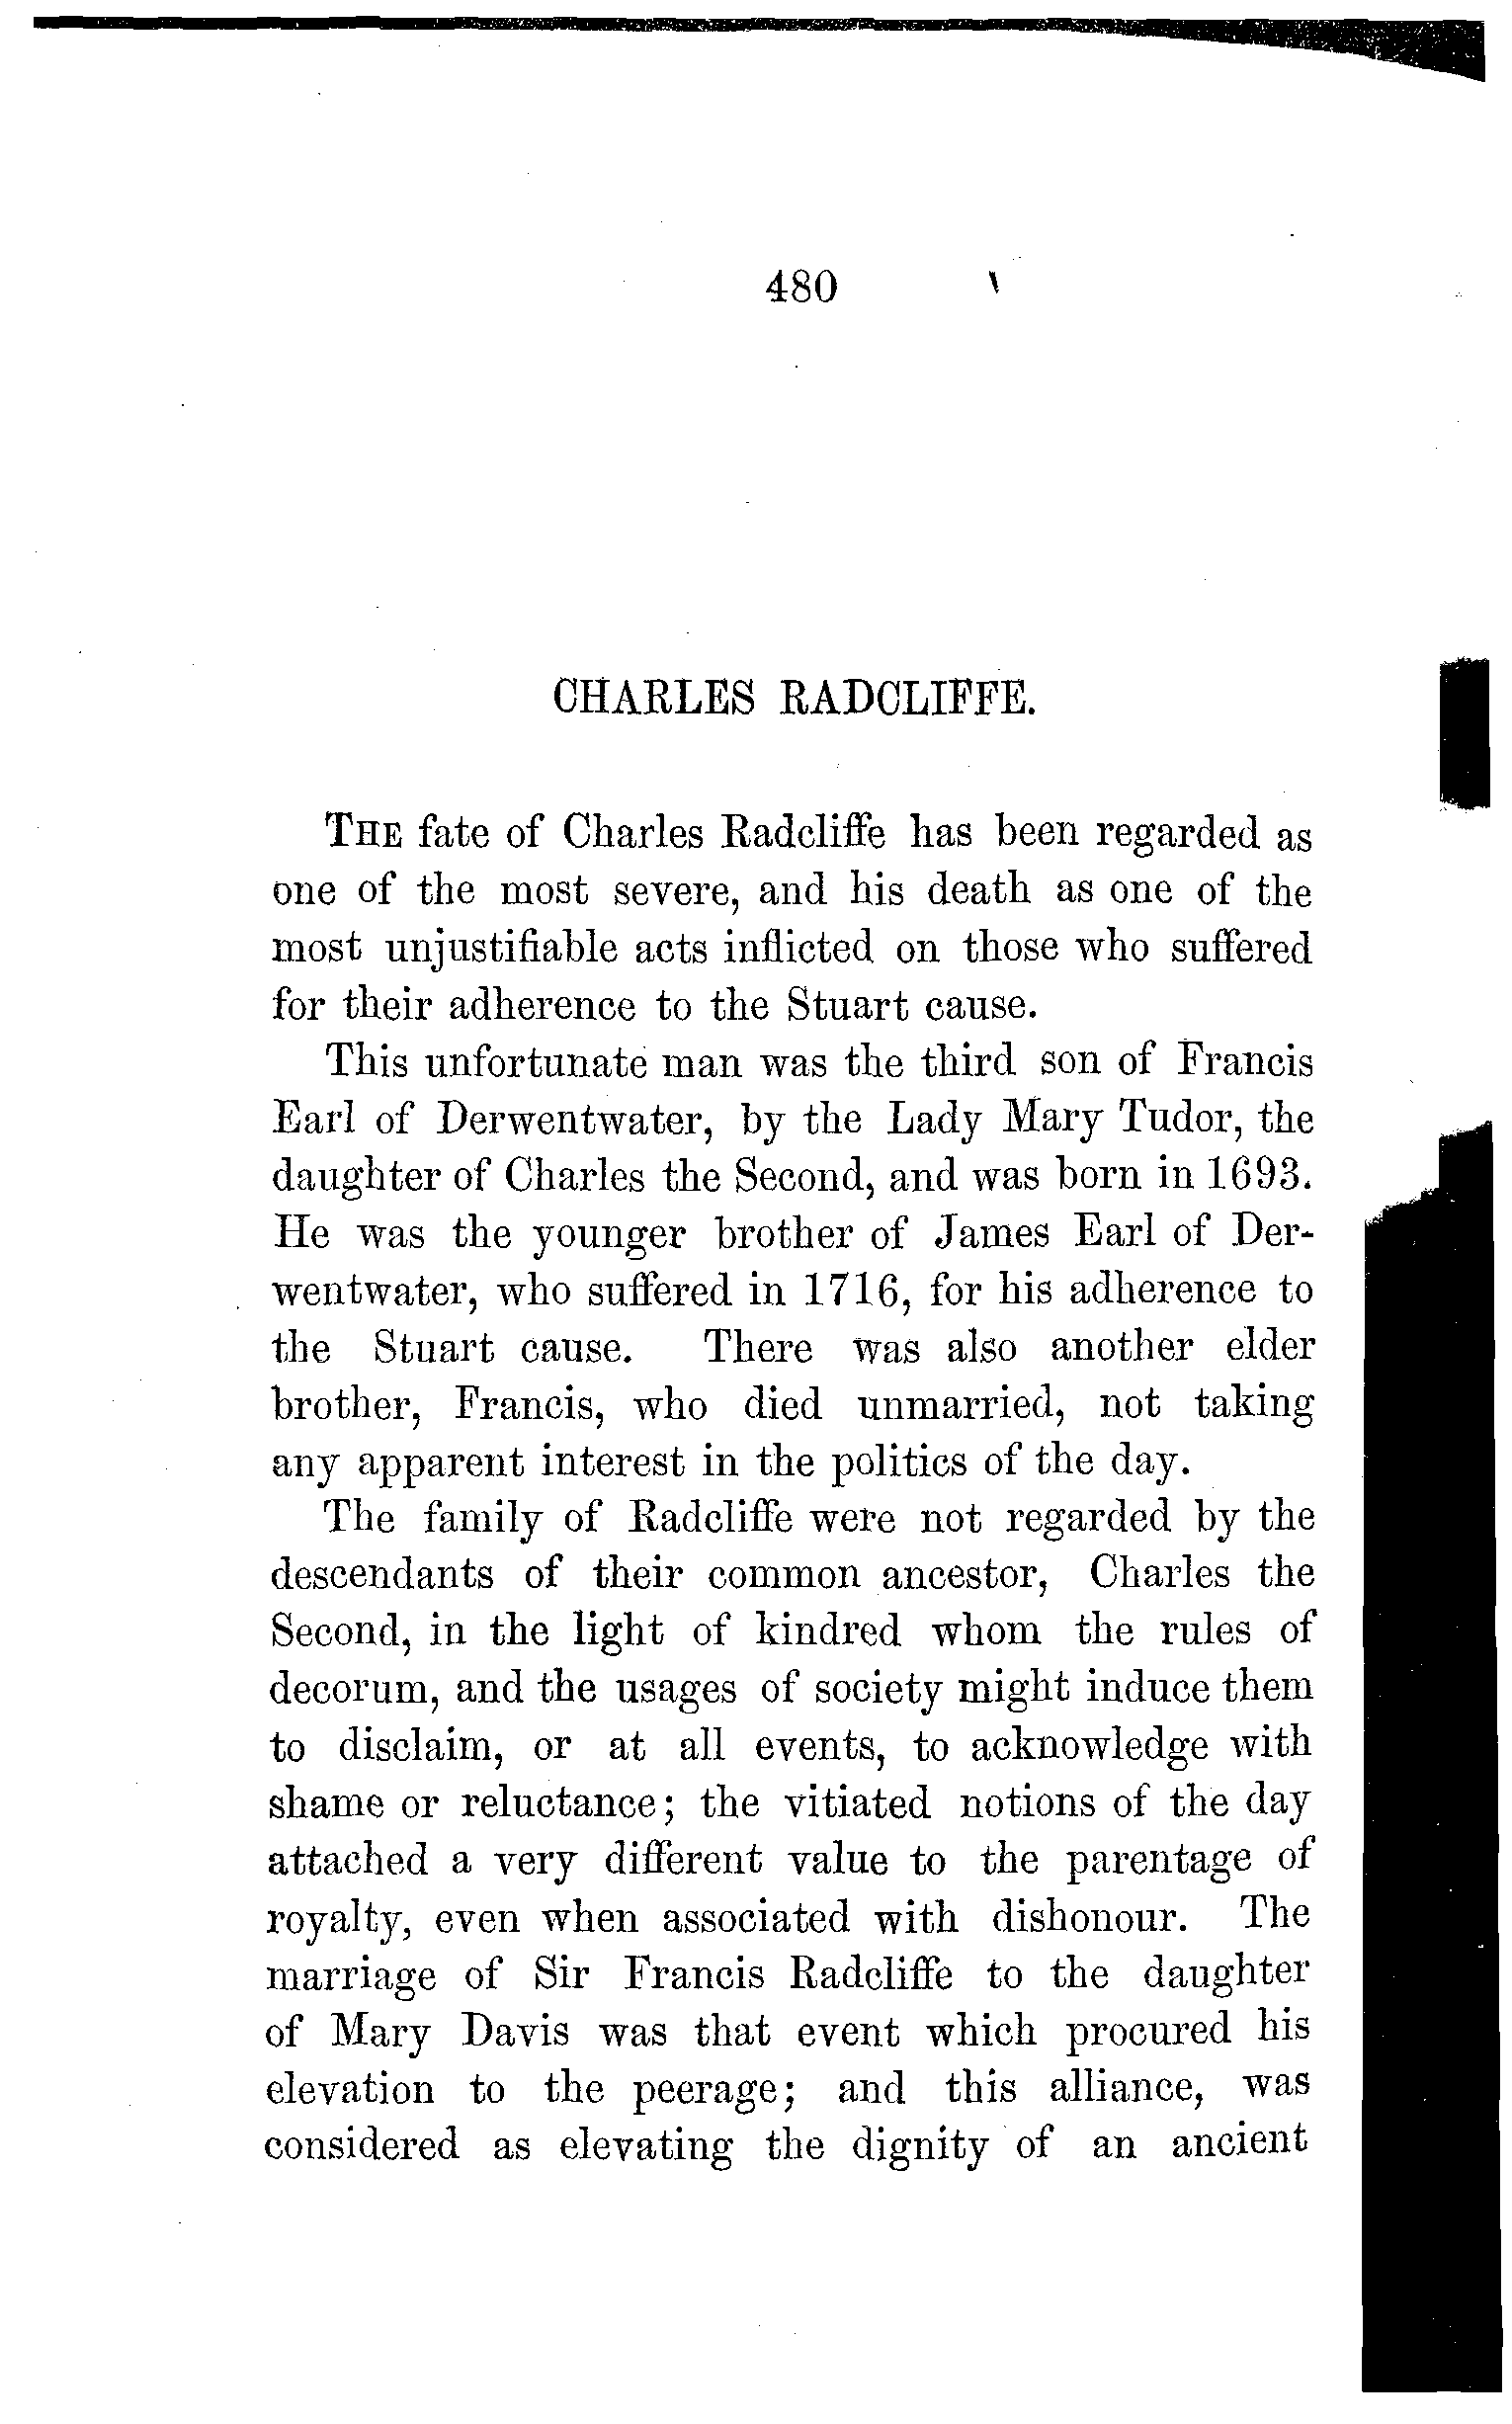 480
CHARLES RADCLIFFE.
THE fate of Charles Radcliffe has been regarded as
one of the most severe, and his death as one of the
most unjustifiable acts inflicted on those who suffered
for their adherence to the Stuart cause.
This unfortunate man was the third son of Francis
Earl of Derwentwater, by the Lady Mary Tudor, the
daughter of Charles the Second, and was born in 1693.
He was the younger brother of James Earl of Der-
wentwater, who suffered in 1716, for his adherence to
the Stuart cause. There was also another elder
brother, Francis, who died unmarried, not taking
any apparent interest in the politics of the day.
The family of Radcliffe were not regarded by the
descendants of their common ancestor, Charles the
Second, in the light of kindred whom the rules of
decorum, and the usages of society might induce them
to disclaim, or at all events, to acknowledge with
shame or reluctance; the vitiated notions of the day
attached a very different value to the parentage of
royalty, even when associated with dishonour. The
marriage of Sir Francis Radcliffe to the daughter
of Mary Davis was that event which procured his
elevation to the peerage; and this alliance, was
considered as elevating the dignity of an ancient